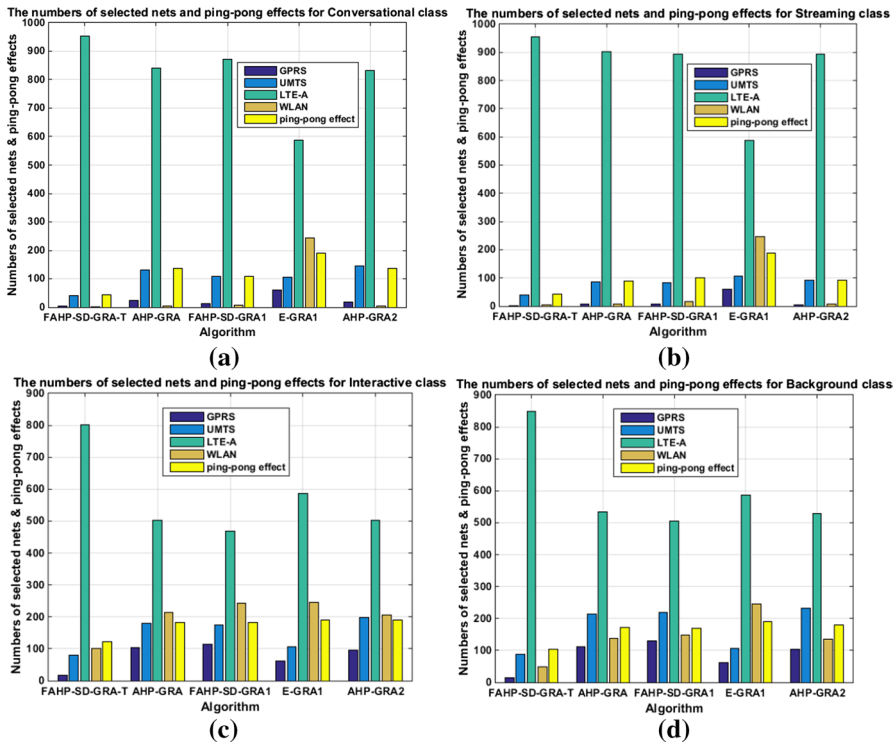 The numbers of selected nets and ping-pong effects for Conversational class
Numbers of selected nets & ping-pong effects
1000
900
800
700
600
500
400
300
200
100
0
GPRS
UMTS
LTE-A
WLAN
ping-pong effect
FAHP-SD-GRA-T AHP-GRA FAHP-SD-GRA1 E-GRA1 AHP-GRA2
Algorithm
(a)
The numbers of selected nets and ping-pong effects for Streaming class
Numbers of selected nets & ping-pong effects
1000
900
800
700
600
500
400
300
200
100
0
GPRS
UMTS
LTE-A
WLAN
ping-pong effect
FAHP-SD-GRA-T AHP-GRA FAHP-SD-GRA1 E-GRA1 AHP-GRA2
Algorithm
(b)
The numbers of selected nets and ping-pong effects for Interactive class
Numbers of selected nets & ping-pong effects
900
800
700
600
500
400
300
200
100
0
GPRS
UMTS
LTE-A
WLAN
ping-pong effect
FAHP-SD-GRA-T AHP-GRA FAHP-SD-GRA1 E-GRA1 AHP-GRA2
Algorithm
(c)
The numbers of selected nets and ping-pong effects for Background class
Numbers of selected nets & ping-pong effects
900
800
700
600
500
400
300
200
100
0
GPRS
UMTS
LTE-A
WLAN
ping-pong effect
FAHP-SD-GRA-T AHP-GRA FAHP-SD-GRA1 E-GRA1 AHP-GRA2
Algorithm
(d)